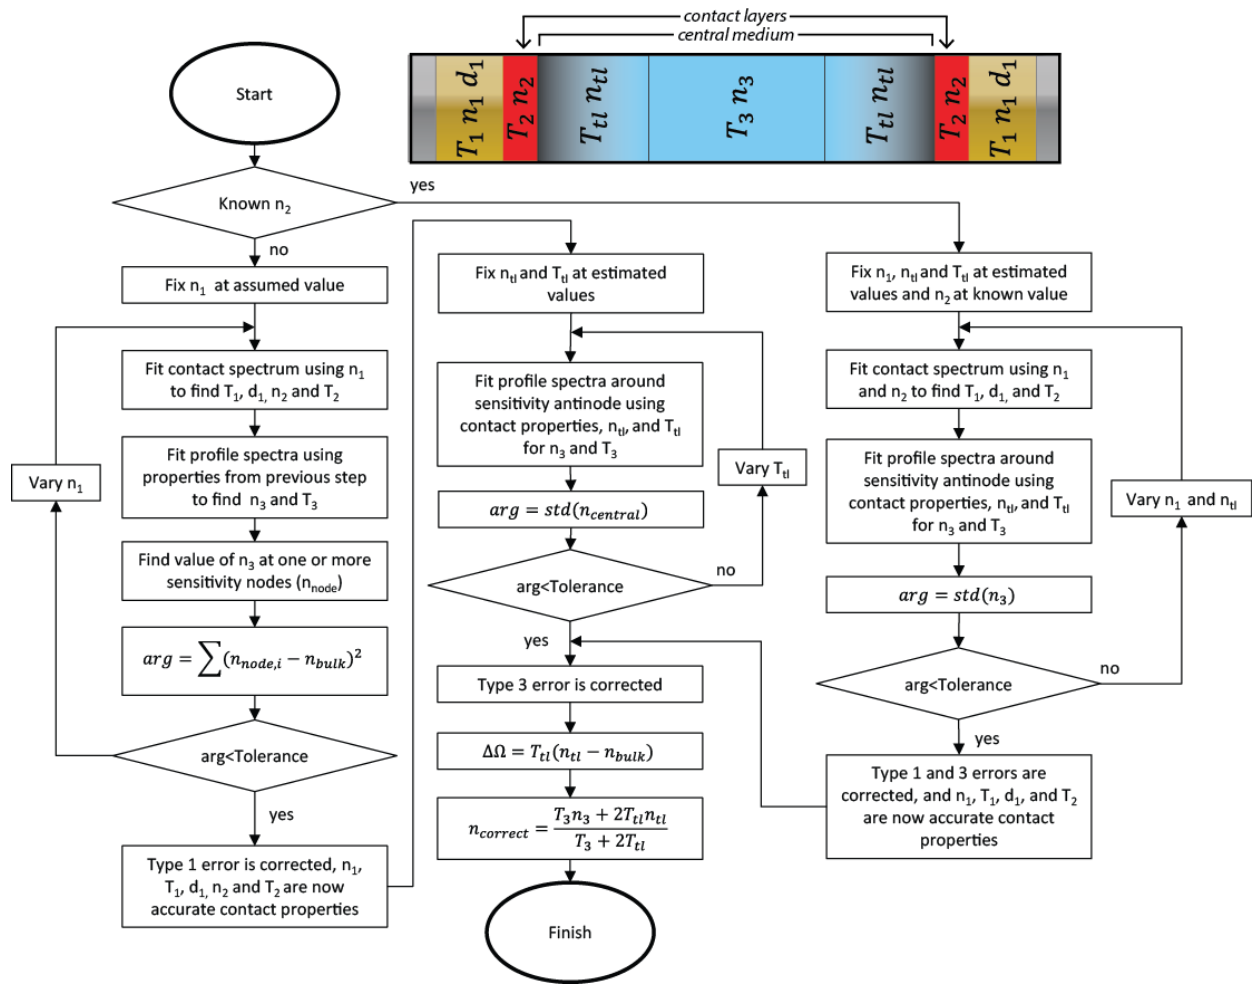 contact layers
central medium
T₁ n₁ d₁
T₂ n₂
Tₜₗ nₜₗ
T₃ n₃
Tₜₗ nₜₗ
T₂ n₂
T₁ n₁ d₁
Start
Known n₂
yes
no
Fix n₁ at assumed value
Fit contact spectrum using n₁
to find T₁, d₁, n₂ and T₂
Fit profile spectra using
properties from previous step
to find n₃ and T₃
Vary n₁
Find value of n₃ at one or more
sensitivity nodes (n_node)
arg = ∑(n_node,i − n_bulk)²
arg<Tolerance
yes
Type 1 error is corrected, n₁,
T₁, d₁, n₂ and T₂ are now
accurate contact properties
Fix nₜₗ and Tₜₗ at estimated
values
Fit profile spectra around
sensitivity antinode using
contact properties, nₜₗ, and Tₜₗ
for n₃ and T₃
Vary Tₜₗ
arg = std(n_central)
arg<Tolerance
no
yes
Type 3 error is corrected
ΔΩ = Tₜₗ(nₜₗ − n_bulk)
n_correct = (T₃n₃ + 2Tₜₗnₜₗ) / (T₃ + 2Tₜₗ)
Finish
Fix n₁, nₜₗ and Tₜₗ at estimated
values and n₂ at known value
Fit contact spectrum using n₁
and n₂ to find T₁, d₁, and T₂
Fit profile spectra around
sensitivity antinode using
contact properties, nₜₗ, and Tₜₗ
for n₃ and T₃
Vary n₁ and nₜₗ
arg = std(n₃)
arg<Tolerance
no
yes
Type 1 and 3 errors are
corrected, and n₁, T₁, d₁, and T₂
are now accurate contact
properties